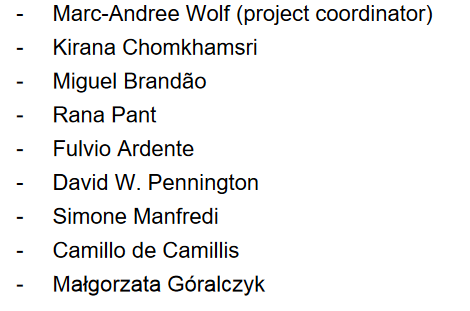 - Marc-Andree Wolf (project coordinator)
- Kirana Chomkhamsri
- Miguel Brandão
- Rana Pant
- Fulvio Ardente
- David W. Pennington
- Simone Manfredi
- Camillo de Camillis
- Małgorzata Góralczyk